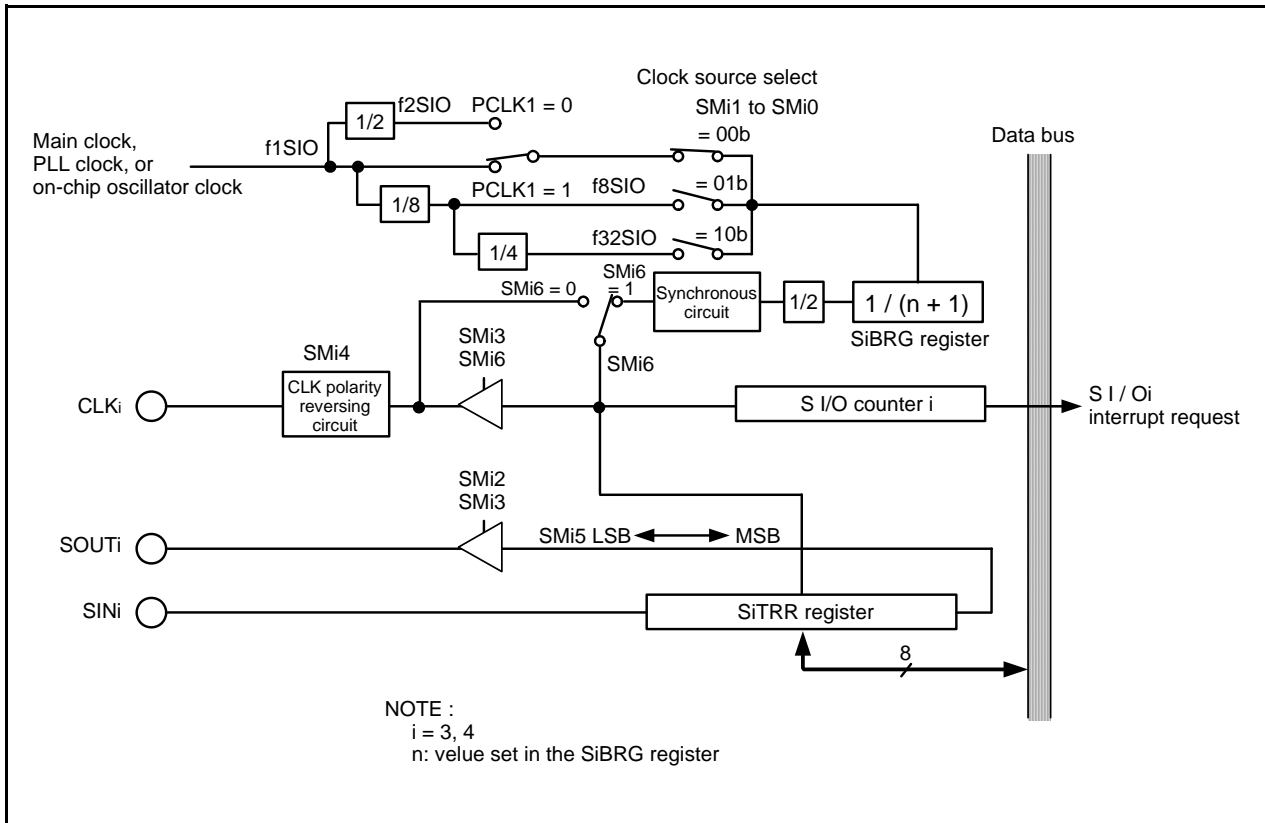 Clock source select
f2SIO PCLK1 = 0
SMi1 to SMi0
1/2
Main clock,
PLL clock, or
on-chip oscillator clock
f1SIO
= 00b
Data bus
PCLK1 = 1
f8SIO
= 01b
1/8
f32SIO
= 10b
1/4
SMi6 = 0
SMi6
= 1
Synchronous
circuit
1/2
1 / (n + 1)
SiBRG register
SMi3
SMi6
SMi6
SMi4
CLK polarity
reversing
circuit
CLKi
S I/O counter i
S I / Oi
interrupt request
SMi2
SMi3
SOUTi
SMi5 LSB
MSB
SINi
SiTRR register
8
NOTE :
i = 3, 4
n: velue set in the SiBRG register